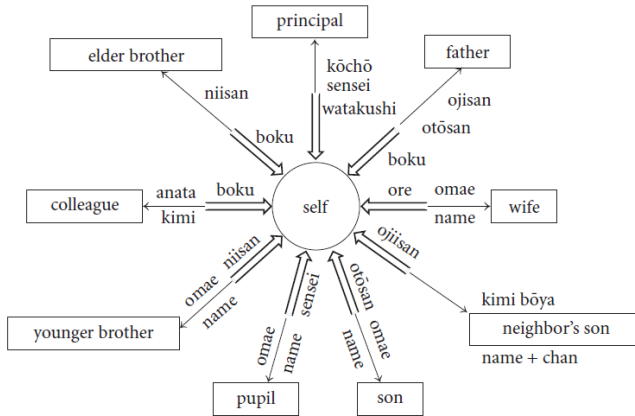 principal
elder brother
father
kōchō
sensei
watakushi
niisan
boku
ojisan
otōsan
boku
colleague
anata
kimi
boku
self
ore
omae
name
wife
omae
name
niisan
younger brother
omae
name
sensei
pupil
otōsan
name
omae
son
ojiisan
kimi bōya
neighbor's son
name + chan